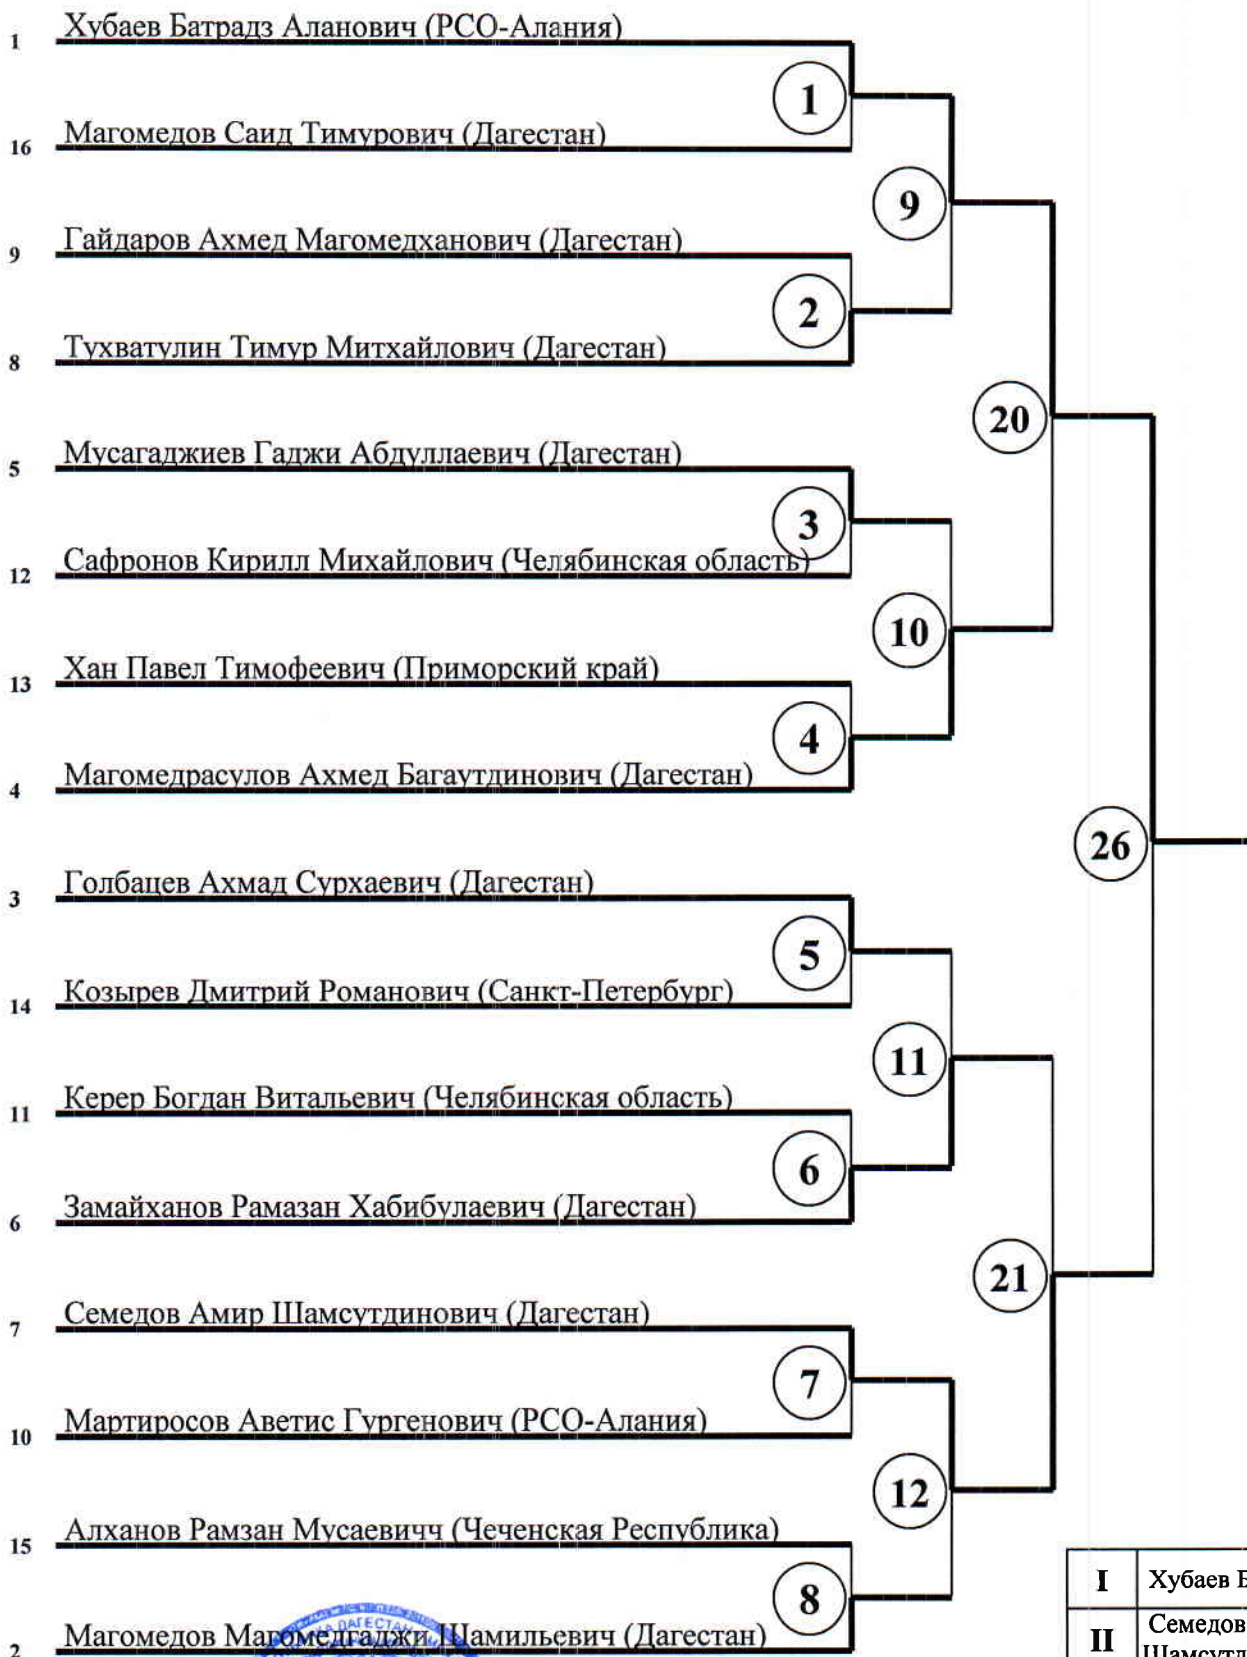 1 Хубаев Батрадз Аланович (РСО-Алания)
1
16 Магомедов Саид Тимурович (Дагестан)
9
9 Гайдаров Ахмед Магомедханович (Дагестан)
2
8 Тухватулин Тимур Митхайлович (Дагестан)
20
5 Мусагаджиев Гаджи Абдуллаевич (Дагестан)
3
12 Сафронов Кирилл Михайлович (Челябинская область)
10
13 Хан Павел Тимофеевич (Приморский край)
4
4 Магомедрасулов Ахмед Багаутдинович (Дагестан)
26
3 Голбацев Ахмад Сурхаевич (Дагестан)
5
14 Козырев Дмитрий Романович (Санкт-Петербург)
11
11 Керер Богдан Витальевич (Челябинская область)
6
6 Замайханов Рамазан Хабибулаевич (Дагестан)
21
7 Семедов Амир Шамсутдинович (Дагестан)
7
10 Мартиросов Аветис Гургенович (РСО-Алания)
12
15 Алханов Рамзан Мусаевичч (Чеченская Республика)
I Хубаев
8
2 Магомедов Магомедгаджи Шамильевич (Дагестан)
II Семедов